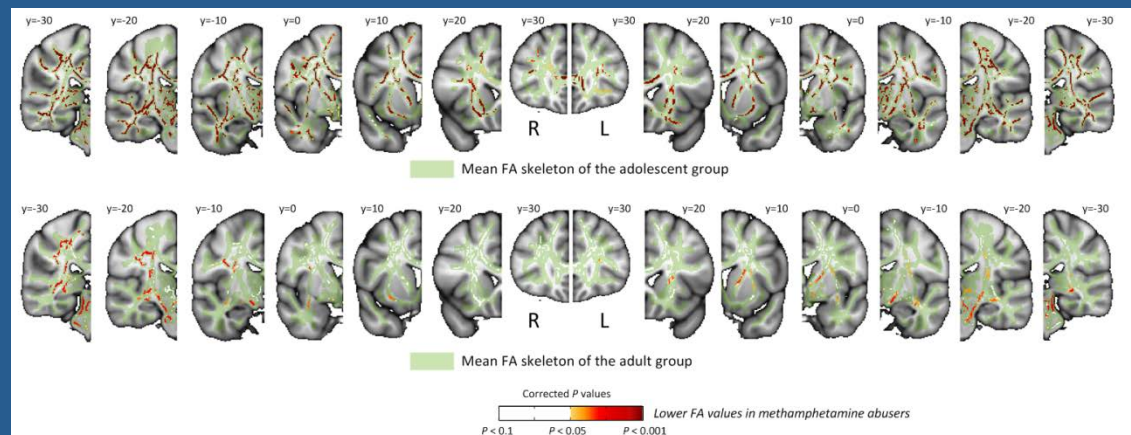 y=-30 y=-20 y=-10 y=0 y=10 y=20 y=30 y=30 y=20 y=10 y=0 y=-10 y=-20 y=-30
R L
Mean FA skeleton of the adolescent group
y=-30 y=-20 y=-10 y=0 y=10 y=20 y=30 y=30 y=20 y=10 y=0 y=-10 y=-20 y=-30
R L
Mean FA skeleton of the adult group
Corrected P values
Lower FA values in methamphetamine abusers
P < 0.1 P < 0.05 P < 0.001